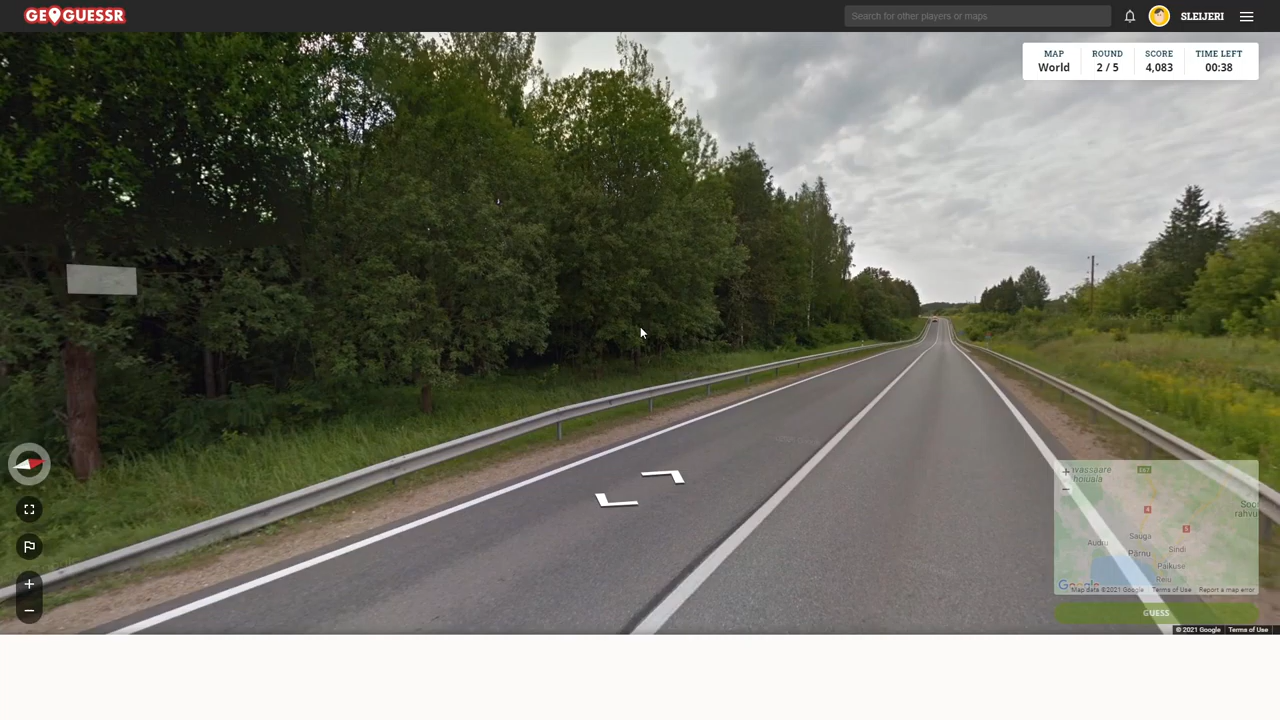 GEOGUESSR
Search for other players or maps
SLEIJERI
MAP ROUND SCORE TIME LEFT
World 2 / 5 4,083 00:38
Sauga
Audru
Sindi
Pärnu
Paikuse
Reiu
Google
Map data ©2021 Google Terms of Use Report a map error
GUESS
© 2021 Google Terms of Use